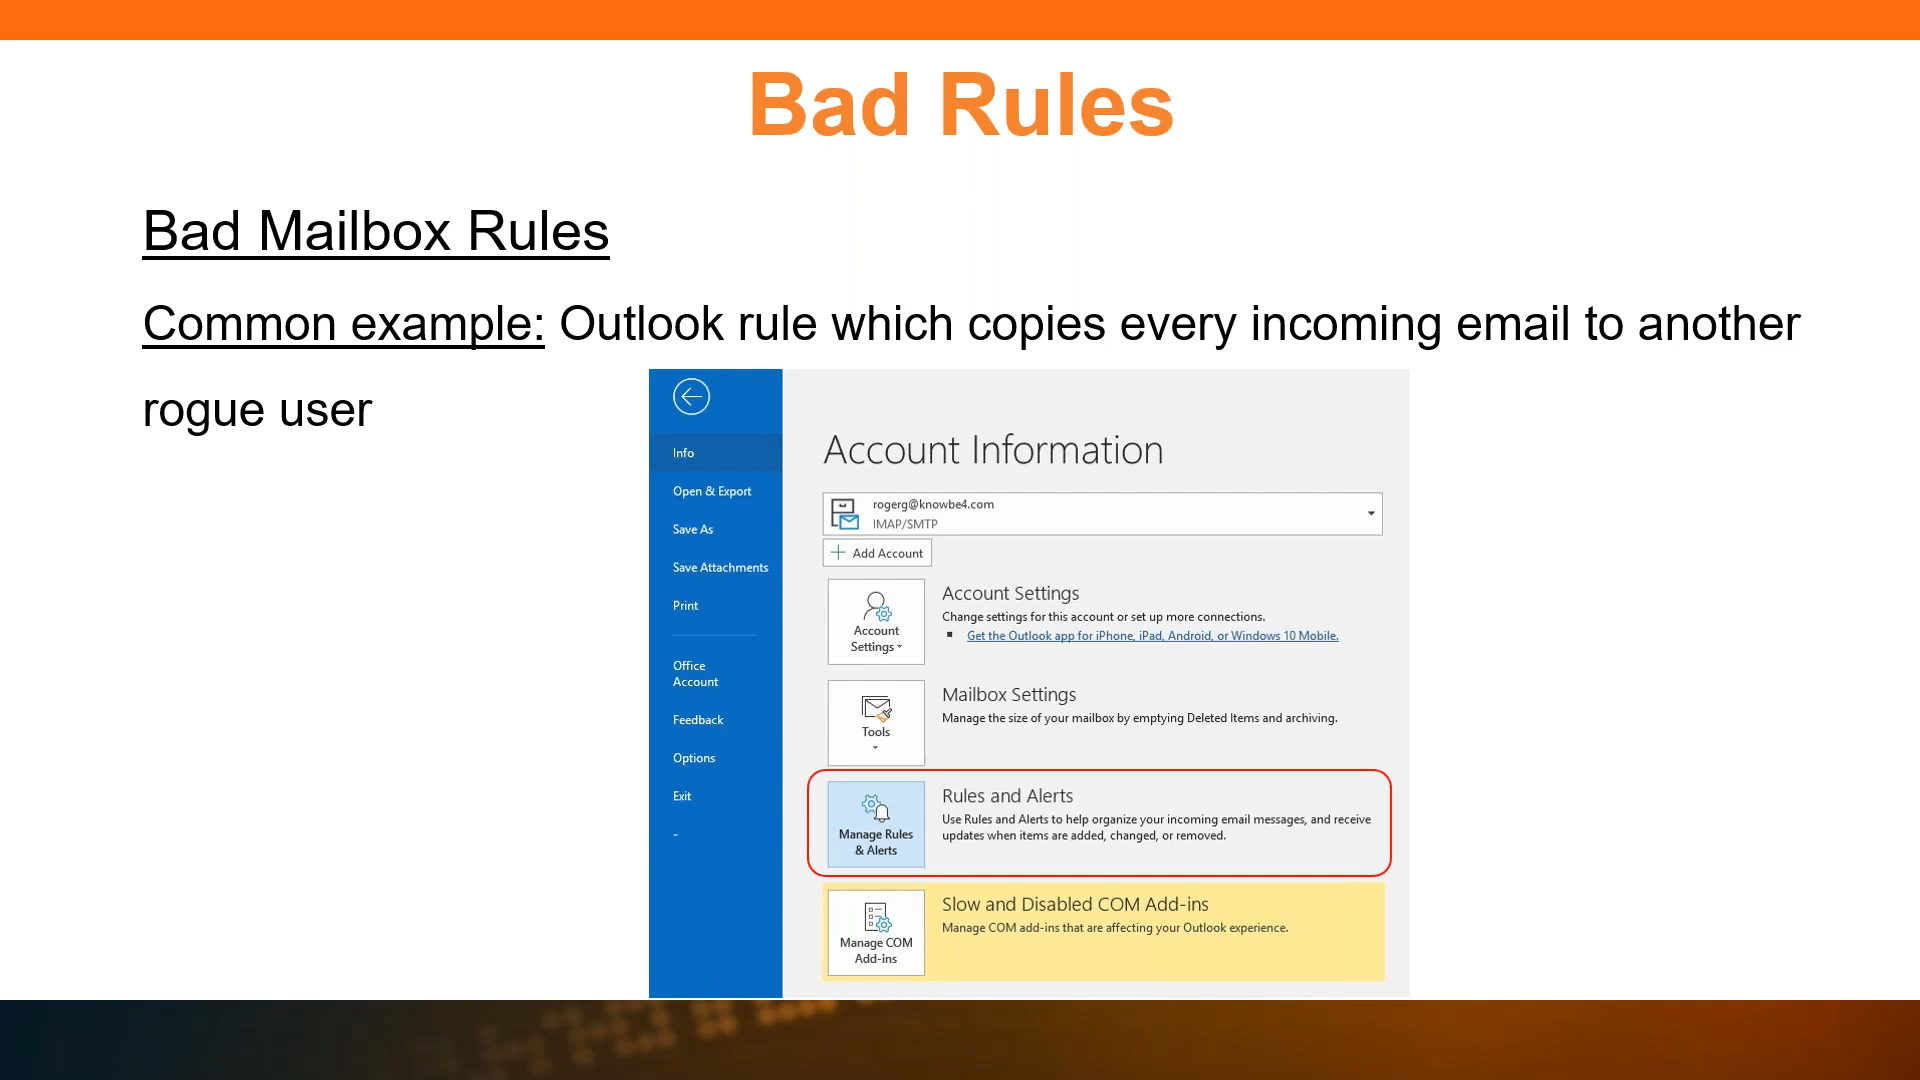 Bad Rules
Bad Mailbox Rules
Common example: Outlook rule which copies every incoming email to another
rogue user
Info
Open & Export
Save As
Save Attachments
Print
Office
Account
Feedback
Options
Exit
-
Account Information
rogerg@knowbe4.com
IMAP/SMTP
Add Account
Account
Settings
Account Settings
Change settings for this account or set up more connections.
Get the Outlook app for iPhone, iPad, Android, or Windows 10 Mobile.
Tools
Mailbox Settings
Manage the size of your mailbox by emptying Deleted Items and archiving.
Manage Rules
& Alerts
Rules and Alerts
Use Rules and Alerts to help organize your incoming email messages, and receive
updates when items are added, changed, or removed.
Manage COM
Add-ins
Slow and Disabled COM Add-ins
Manage COM add-ins that are affecting your Outlook experience.